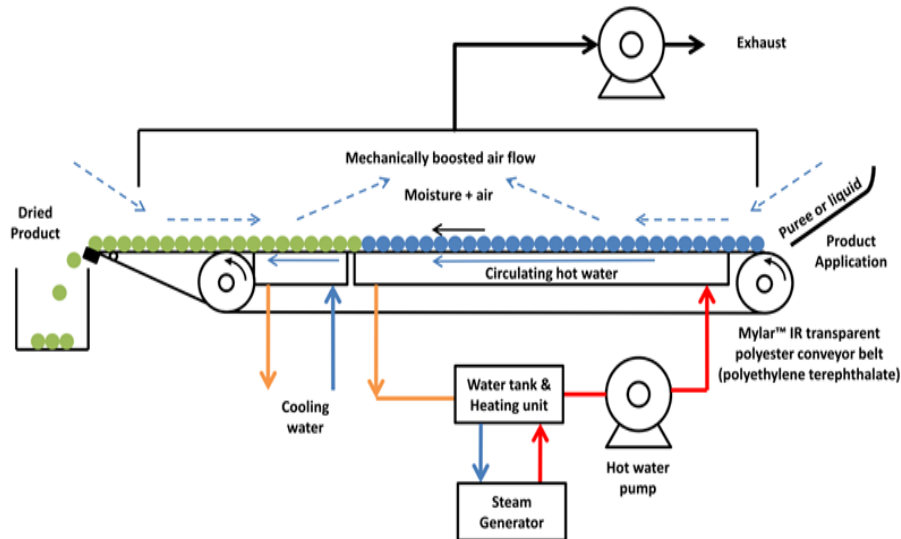 Exhaust
Mechanically boosted air flow
Moisture + air
Puree or liquid
Dried
Product
Product
Application
Circulating hot water
Mylar™ IR transparent
polyester conveyor belt
(polyethylene terephthalate)
Water tank &
Heating unit
Cooling
water
Hot water
pump
Steam
Generator